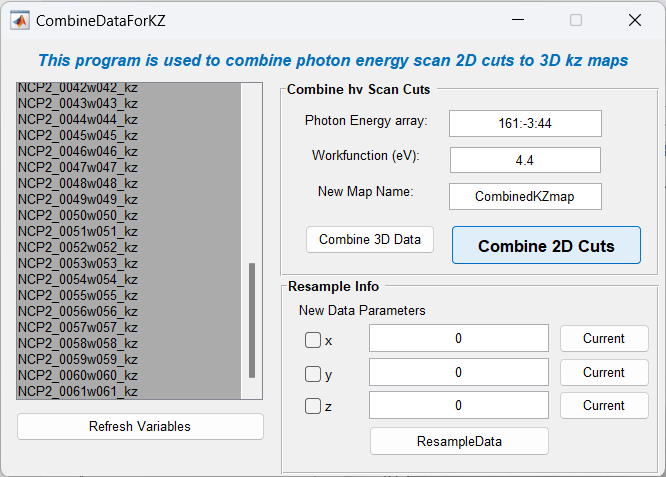 CombineDataForKZ
This program is used to combine photon energy scan 2D cuts to 3D kz maps
NCP2_0042w042_kz
NCP2_0043w043_kz
NCP2_0044w044_kz
NCP2_0045w045_kz
NCP2_0046w046_kz
NCP2_0047w047_kz
NCP2_0048w048_kz
NCP2_0049w049_kz
NCP2_0050w050_kz
NCP2_0051w051_kz
NCP2_0052w052_kz
NCP2_0053w053_kz
NCP2_0054w054_kz
NCP2_0055w055_kz
NCP2_0056w056_kz
NCP2_0057w057_kz
NCP2_0058w058_kz
NCP2_0059w059_kz
NCP2_0060w060_kz
NCP2_0061w061_kz
Refresh Variables
Combine hv Scan Cuts
Photon Energy array: 161:-3:44
Workfunction (eV): 4.4
New Map Name: CombinedKZmap
Combine 3D Data Combine 2D Cuts
Resample Info
New Data Parameters
x 0 Current
y 0 Current
z 0 Current
ResampleData